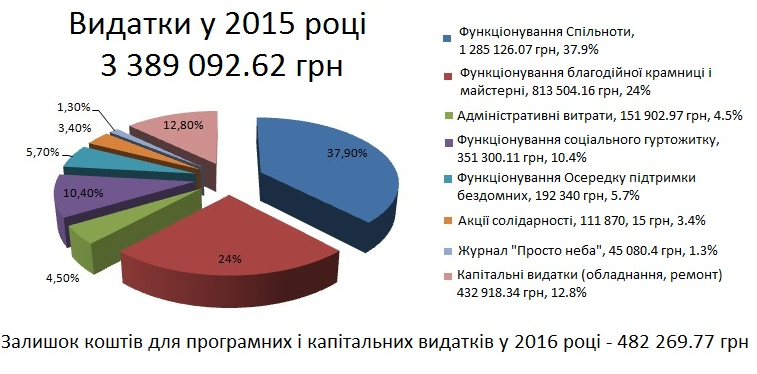 Видатки у 2015 році
3 389 092.62 грн
37,90%
24%
4,50%
10,40%
5,70%
3,40%
1,30%
12,80%
Функціонування Спільноти,
1 285 126.07 грн, 37.9%
Функціонування благодійної крамниці і
майстерні, 813 504.16 грн, 24%
Адміністративні витрати, 151 902.97 грн, 4.5%
Функціонування соціального гуртожитку,
351 300.11 грн, 10.4%
Функціонування Осередку підтримки
бездомних, 192 340 грн, 5.7%
Акції солідарності, 111 870, 15 грн, 3.4%
Журнал "Просто неба", 45 080.4 грн, 1.3%
Капітальні видатки (обладнання, ремонт)
432 918.34 грн, 12.8%
Залишок коштів для програмних і капітальних видатків у 2016 році - 482 269.77 грн